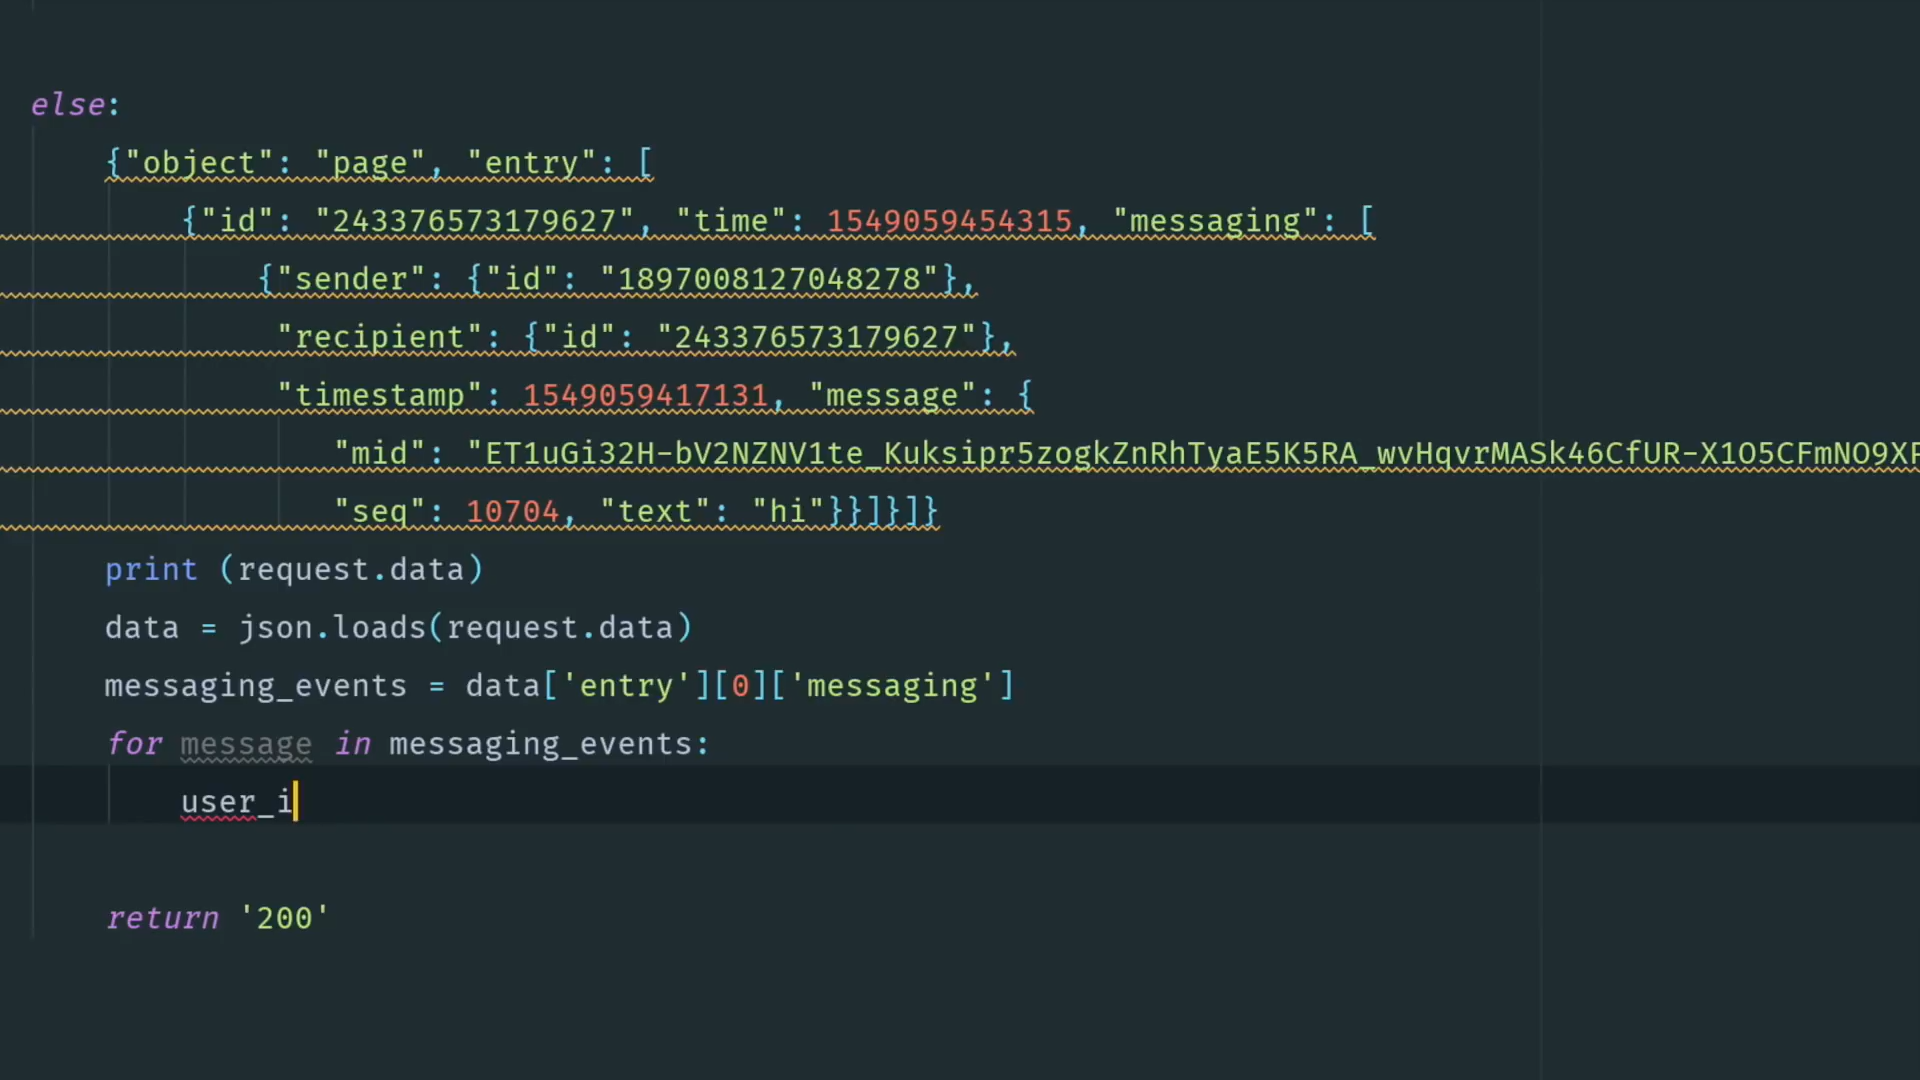 else:
{"object": "page", "entry": [
{"id": "243376573179627", "time": 1549059454315, "messaging": [
{"sender": {"id": "1897008127048278"},
"recipient": {"id": "243376573179627"},
"timestamp": 1549059417131, "message": {
"mid": "ET1uGi32H-bV2NZNV1te_Kuksipr5zogkZnRhTyaE5K5RA_wvHqvrMASk46CfUR-X1O5CFmNO9XF
"seq": 10704, "text": "hi"}}]}]}
print (request.data)
data = json.loads(request.data)
messaging_events = data['entry'][0]['messaging']
for message in messaging_events:
user_i
return '200'